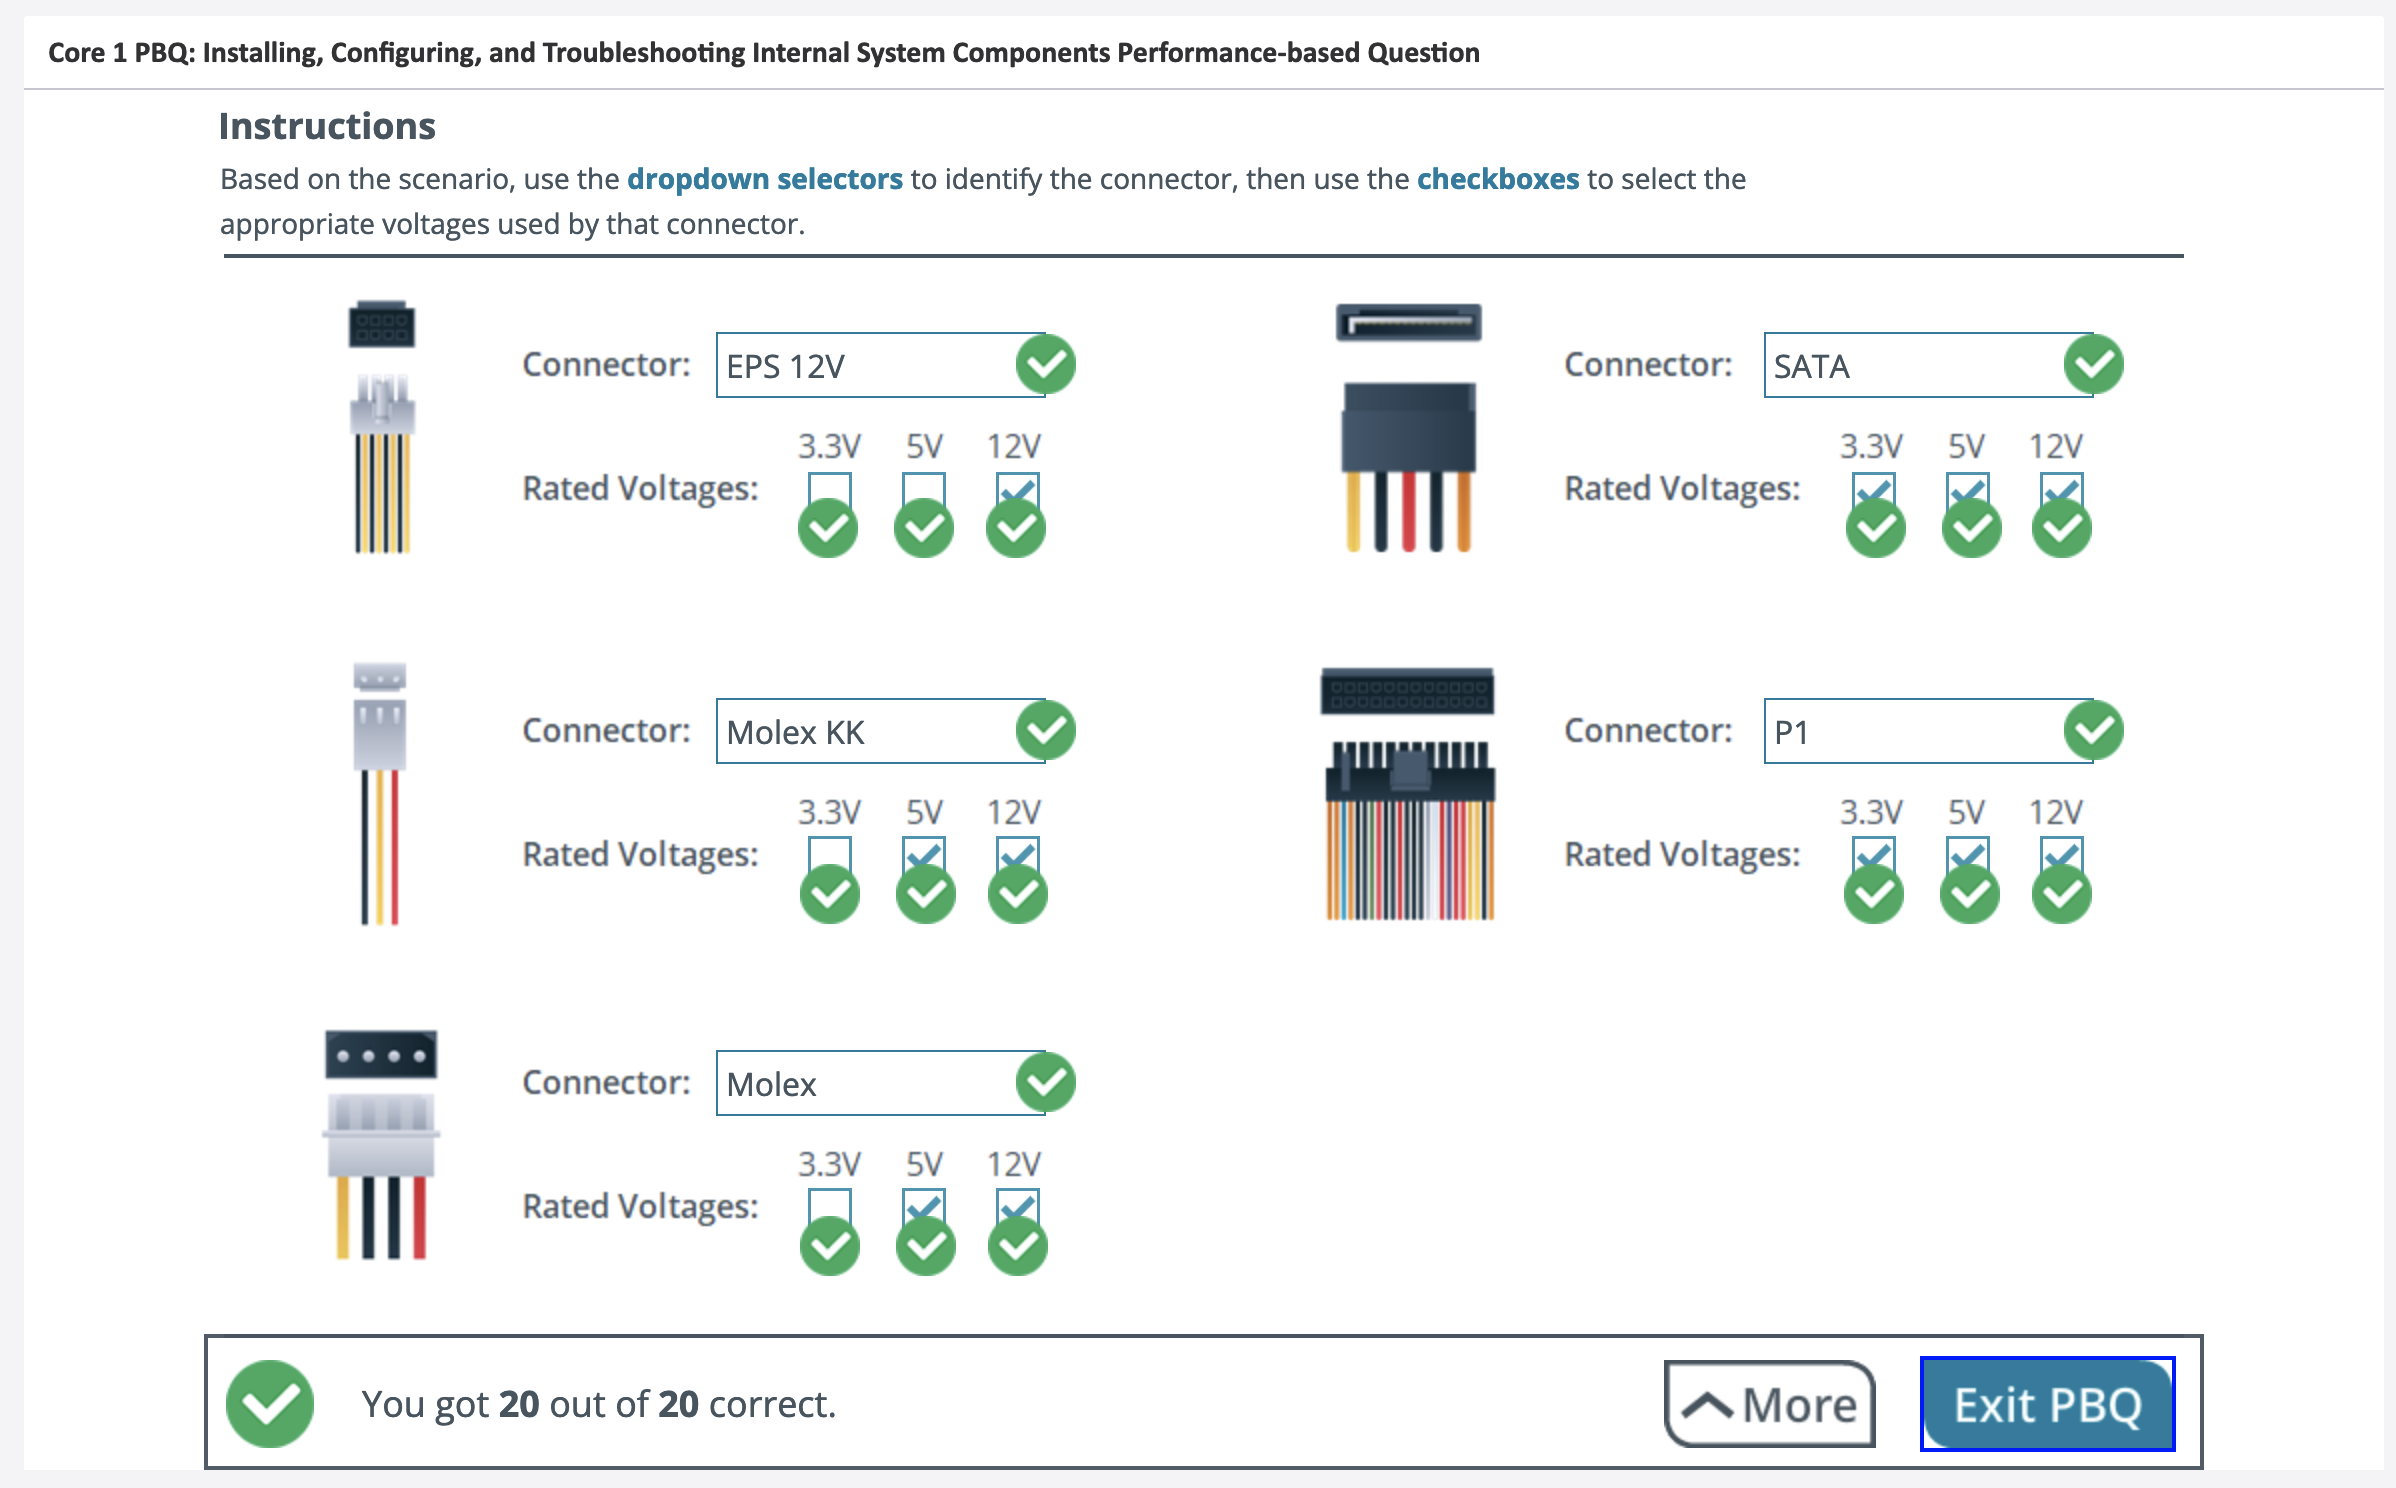 Core 1 PBQ: Installing, Configuring, and Troubleshooting Internal System Components Performance-based Question
Instructions
Based on the scenario, use the dropdown selectors to identify the connector, then use the checkboxes to select the
appropriate voltages used by that connector.
Connector: EPS 12V
3.3V 5V 12V
Rated Voltages:
Connector: SATA
3.3V 5V 12V
Rated Voltages:
Connector: Molex KK
3.3V 5V 12V
Rated Voltages:
Connector: P1
3.3V 5V 12V
Rated Voltages:
Connector: Molex
3.3V 5V 12V
Rated Voltages:
You got 20 out of 20 correct.
More
Exit PBQ